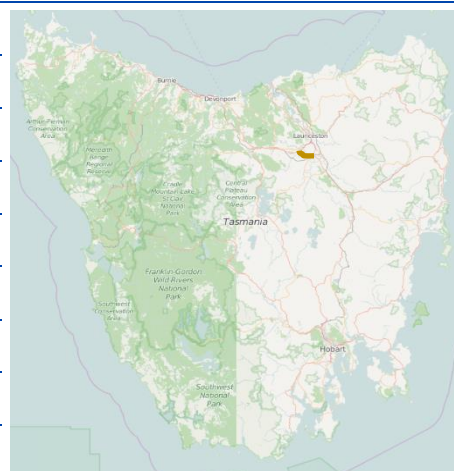 Burnie
Devonport
Arthur-Pieman
Conservation
Area
Launceston
Meredith
Range
Regional
Reserve
Cradle
Mountain-Lake
St Clair
National
Park
Central
Plateau
Conservation
Area
Tasmania
Franklin-Gordon
Wild Rivers
National
Park
Southwest
Conservation
Area
Hobart
Southwest
National
Park